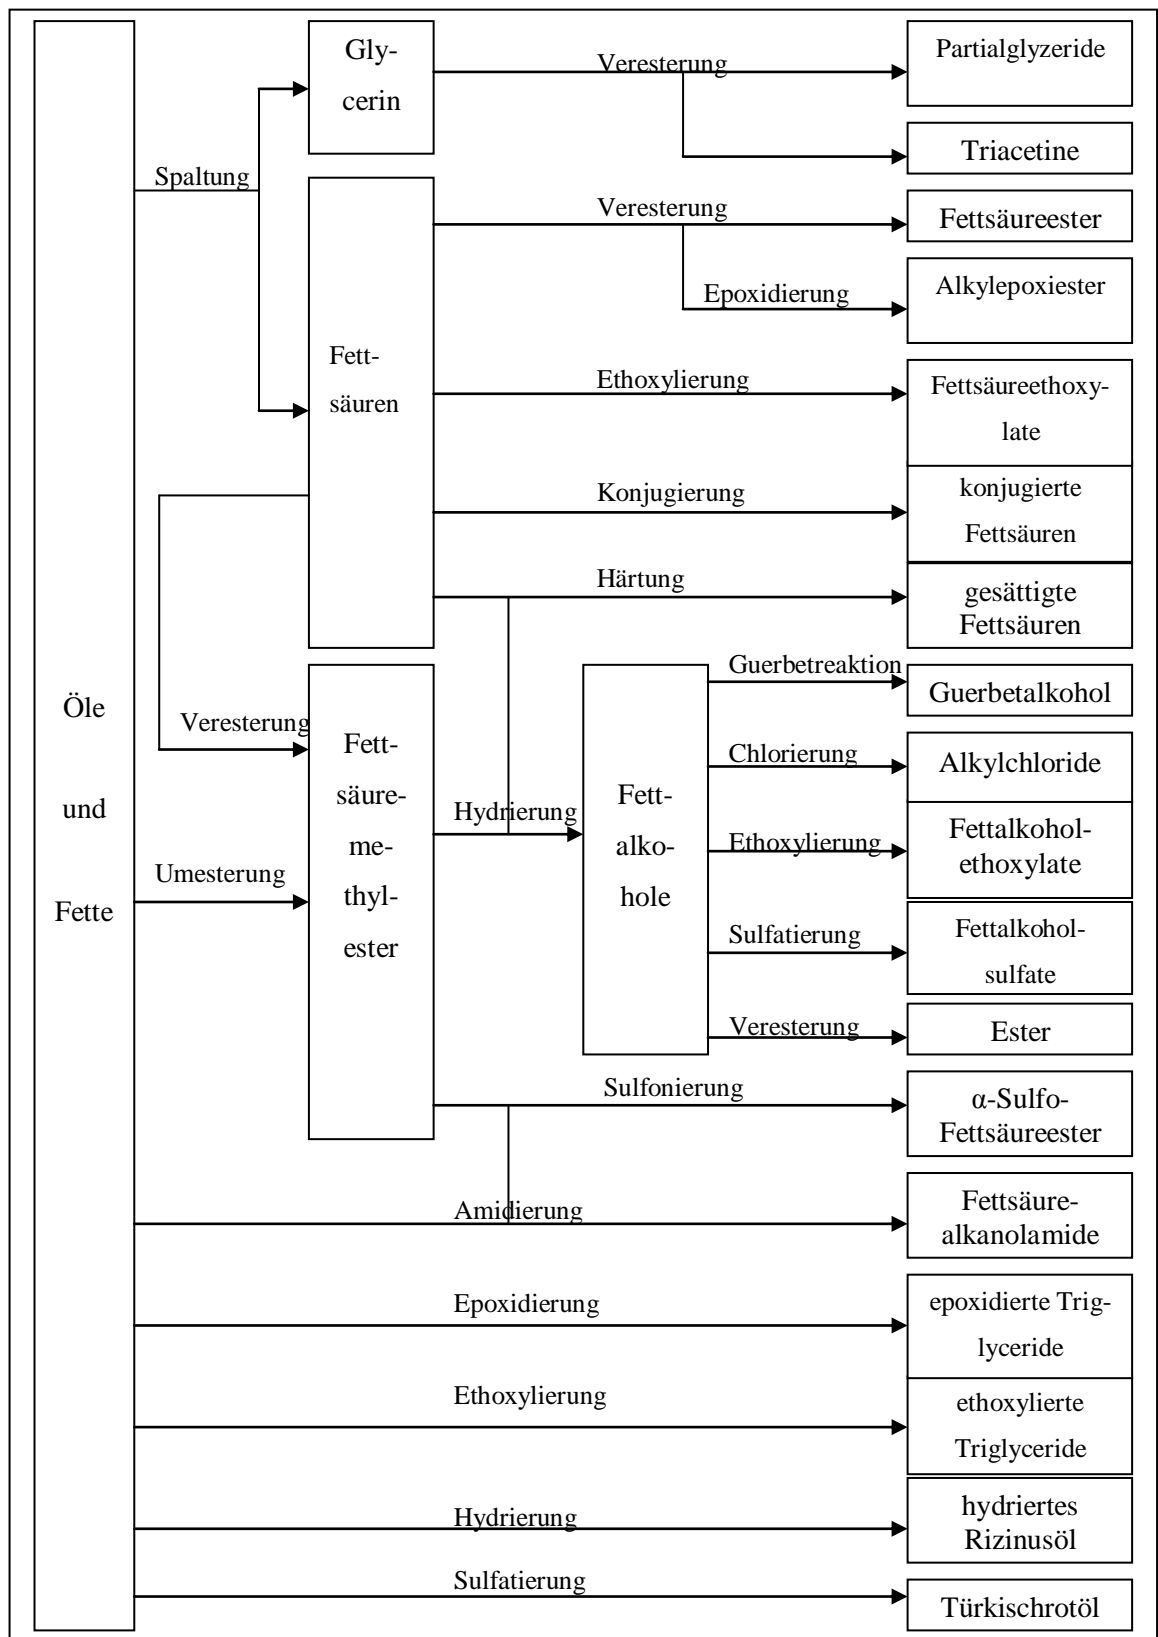 Öle
und
Fette
Spaltung
Gly-
cerin
Veresterung
Partialglyzeride
Triacetine
Fett-
säuren
Veresterung
Fettsäureester
Epoxidierung
Alkylepoxiester
Ethoxylierung
Fettsäureethoxy-
late
Konjugierung
konjugierte
Fettsäuren
Härtung
gesättigte
Fettsäuren
Veresterung
Umesterung
Fett-
säure-
me-
thyl-
ester
Hydrierung
Fett-
alko-
hole
Guerbetreaktion
Guerbetalkohol
Chlorierung
Alkylchloride
Ethoxylierung
Fettalkohol-
ethoxylate
Sulfatierung
Fettalkohol-
sulfate
Veresterung
Ester
Sulfonierung
α-Sulfo-
Fettsäureester
Amidierung
Fettsäure-
alkanolamide
Epoxidierung
epoxidierte Trig-
lyceride
Ethoxylierung
ethoxylierte
Triglyceride
Hydrierung
hydriertes
Rizinusöl
Sulfatierung
Türkischrotöl